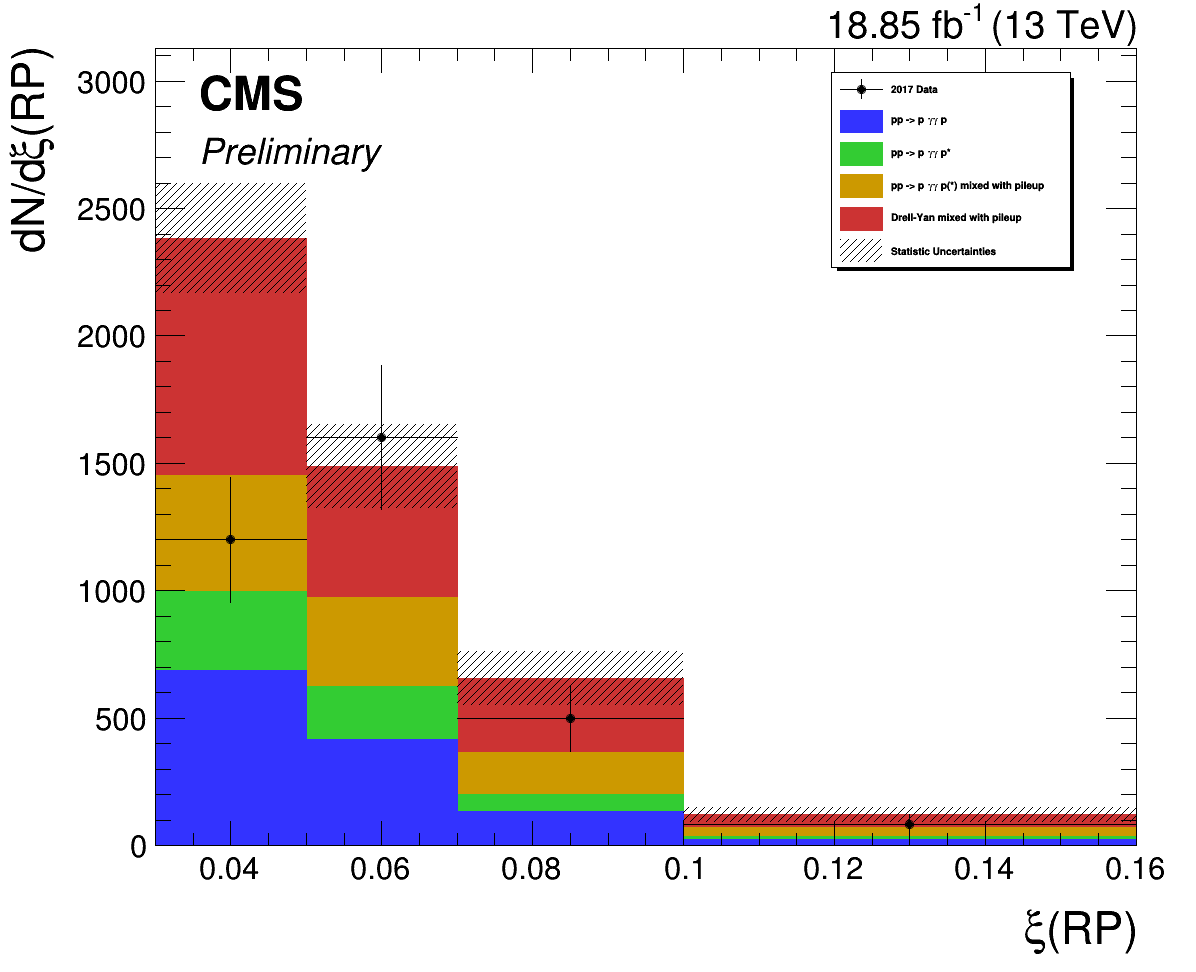 18.85 fb⁻¹ (13 TeV)
dN/dξ(RP)
CMS
Preliminary
2017 Data
pp -> p γγ p
pp -> p γγ p*
pp -> p γγ p(*) mixed with pileup
Drell-Yan mixed with pileup
Statistic Uncertainties
3000
2500
2000
1500
1000
500
0
0.04 0.06 0.08 0.1 0.12 0.14 0.16
ξ(RP)